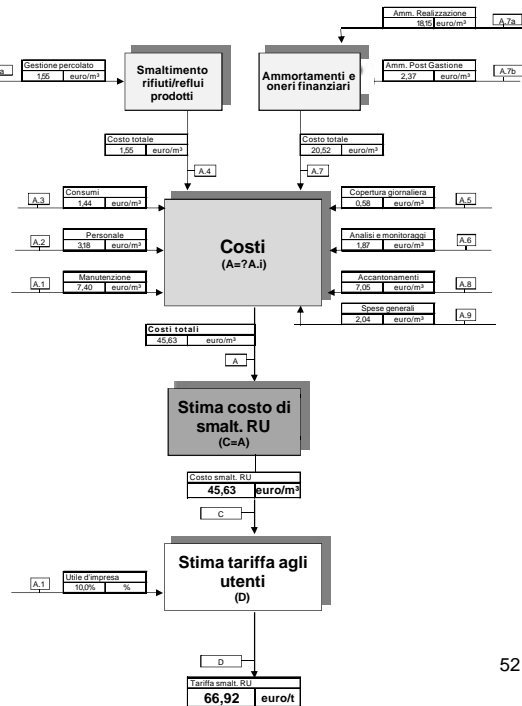 Amm. Realizzazione
18,15 euro/m³
A.7a
a
Gestione percolato
1,55 euro/m³
Smaltimento
rifiuti/reflui
prodotti
Ammortamenti e
oneri finanziari
Amm. Post Gastione
2,37 euro/m³
A.7b
Costo totale
1,55 euro/m³
Costo totale
20,52 euro/m³
A.4
A.7
A.3
Consumi
1,44 euro/m³
Copertura giornaliera
0,58 euro/m³
A.5
A.2
Personale
3,18 euro/m³
Costi
(A=?A.i)
Analisi e monitoraggi
1,87 euro/m³
A.6
A.1
Manutenzione
7,40 euro/m³
Accantonamenti
7,05 euro/m³
A.8
Spese generali
2,04 euro/m³
A.9
Costi totali
45,63 euro/m³
A
Stima costo di
smalt. RU
(C=A)
Costo smalt. RU
45,63 euro/m³
C
Stima tariffa agli
utenti
(D)
A.1
Utile d'impresa
10,0% %
D
Tariffa smalt. RU
66,92 euro/t
52